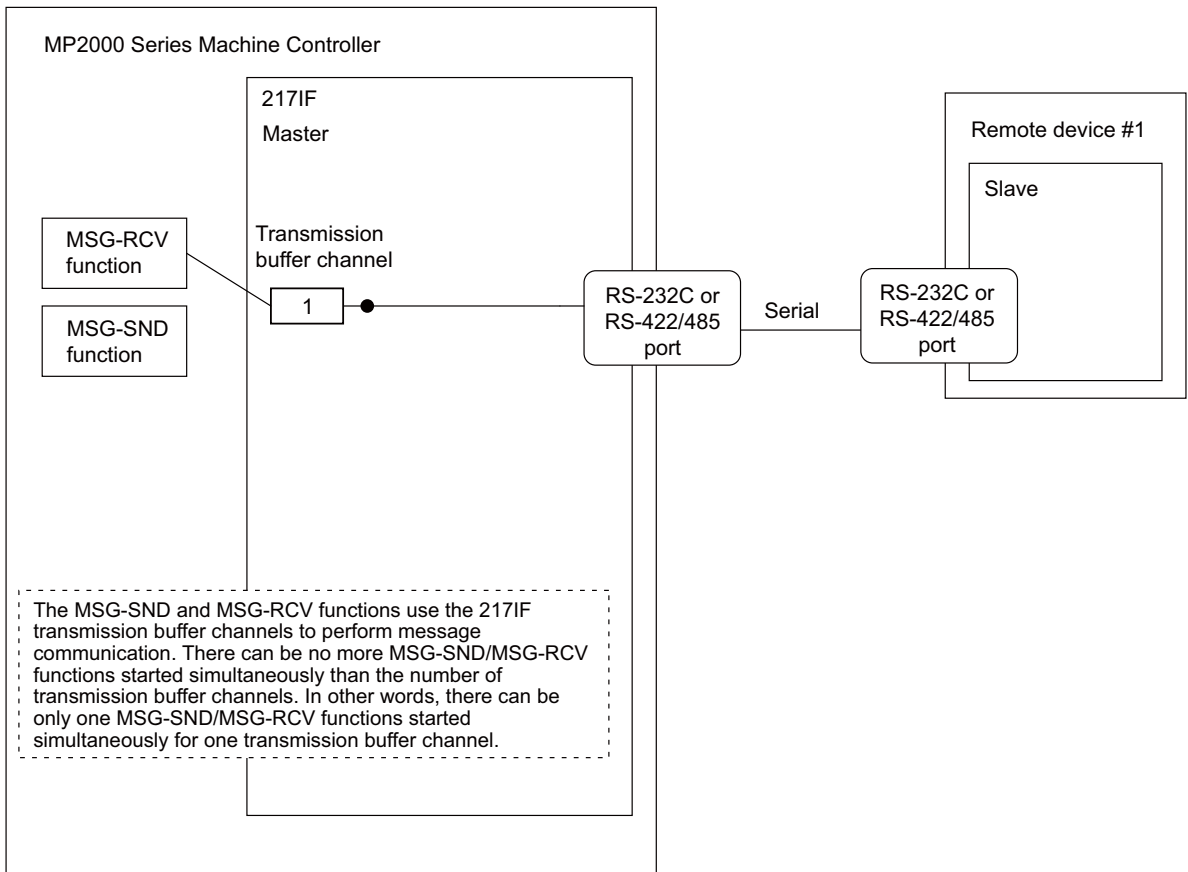 MP2000 Series Machine Controller
217IF
Master
Remote device #1
Slave
MSG-RCV
function
Transmission
buffer channel
1
MSG-SND
function
RS-232C or
RS-422/485
port
Serial
RS-232C or
RS-422/485
port
The MSG-SND and MSG-RCV functions use the 217IF
transmission buffer channels to perform message
communication. There can be no more MSG-SND/MSG-RCV
functions started simultaneously than the number of
transmission buffer channels. In other words, there can be
only one MSG-SND/MSG-RCV functions started
simultaneously for one transmission buffer channel.